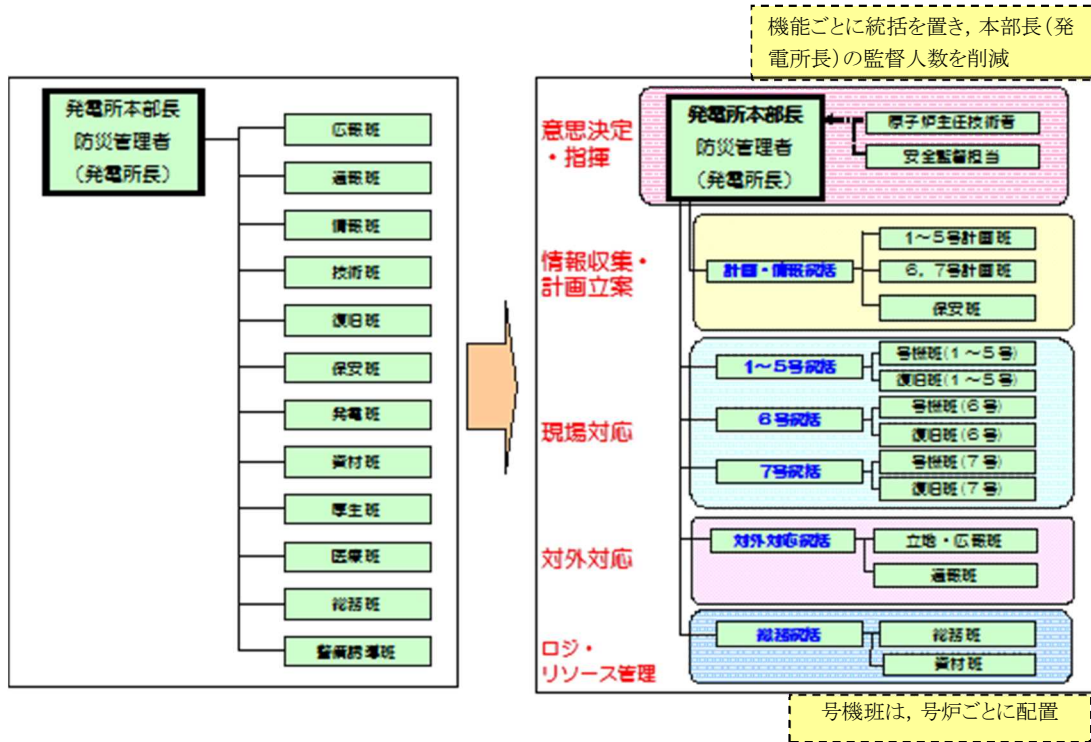 機能ごとに統括を置き，本部長（発
電所長）の監督人数を削減
発電所本部長
防災管理者
（発電所長）
広報班
通報班
情報班
技術班
復旧班
保安班
発電班
資材班
厚生班
医療班
総務班
警備誘導班
意思決定
・指揮
発電所本部長
防災管理者
（発電所長）
原子炉主任技術者
安全監督担当
情報収集・
計画立案
計画・情報統括
1～5号計画班
6，7号計画班
保安班
現場対応
1～5号統括
号機班(1～5号)
復旧班(1～5号)
6号統括
号機班(6号)
復旧班(6号)
7号統括
号機班(7号)
復旧班(7号)
対外対応
対外対応統括
立地・広報班
通報班
ロジ・
リソース管理
総務統括
総務班
資材班
号機班は，号炉ごとに配置